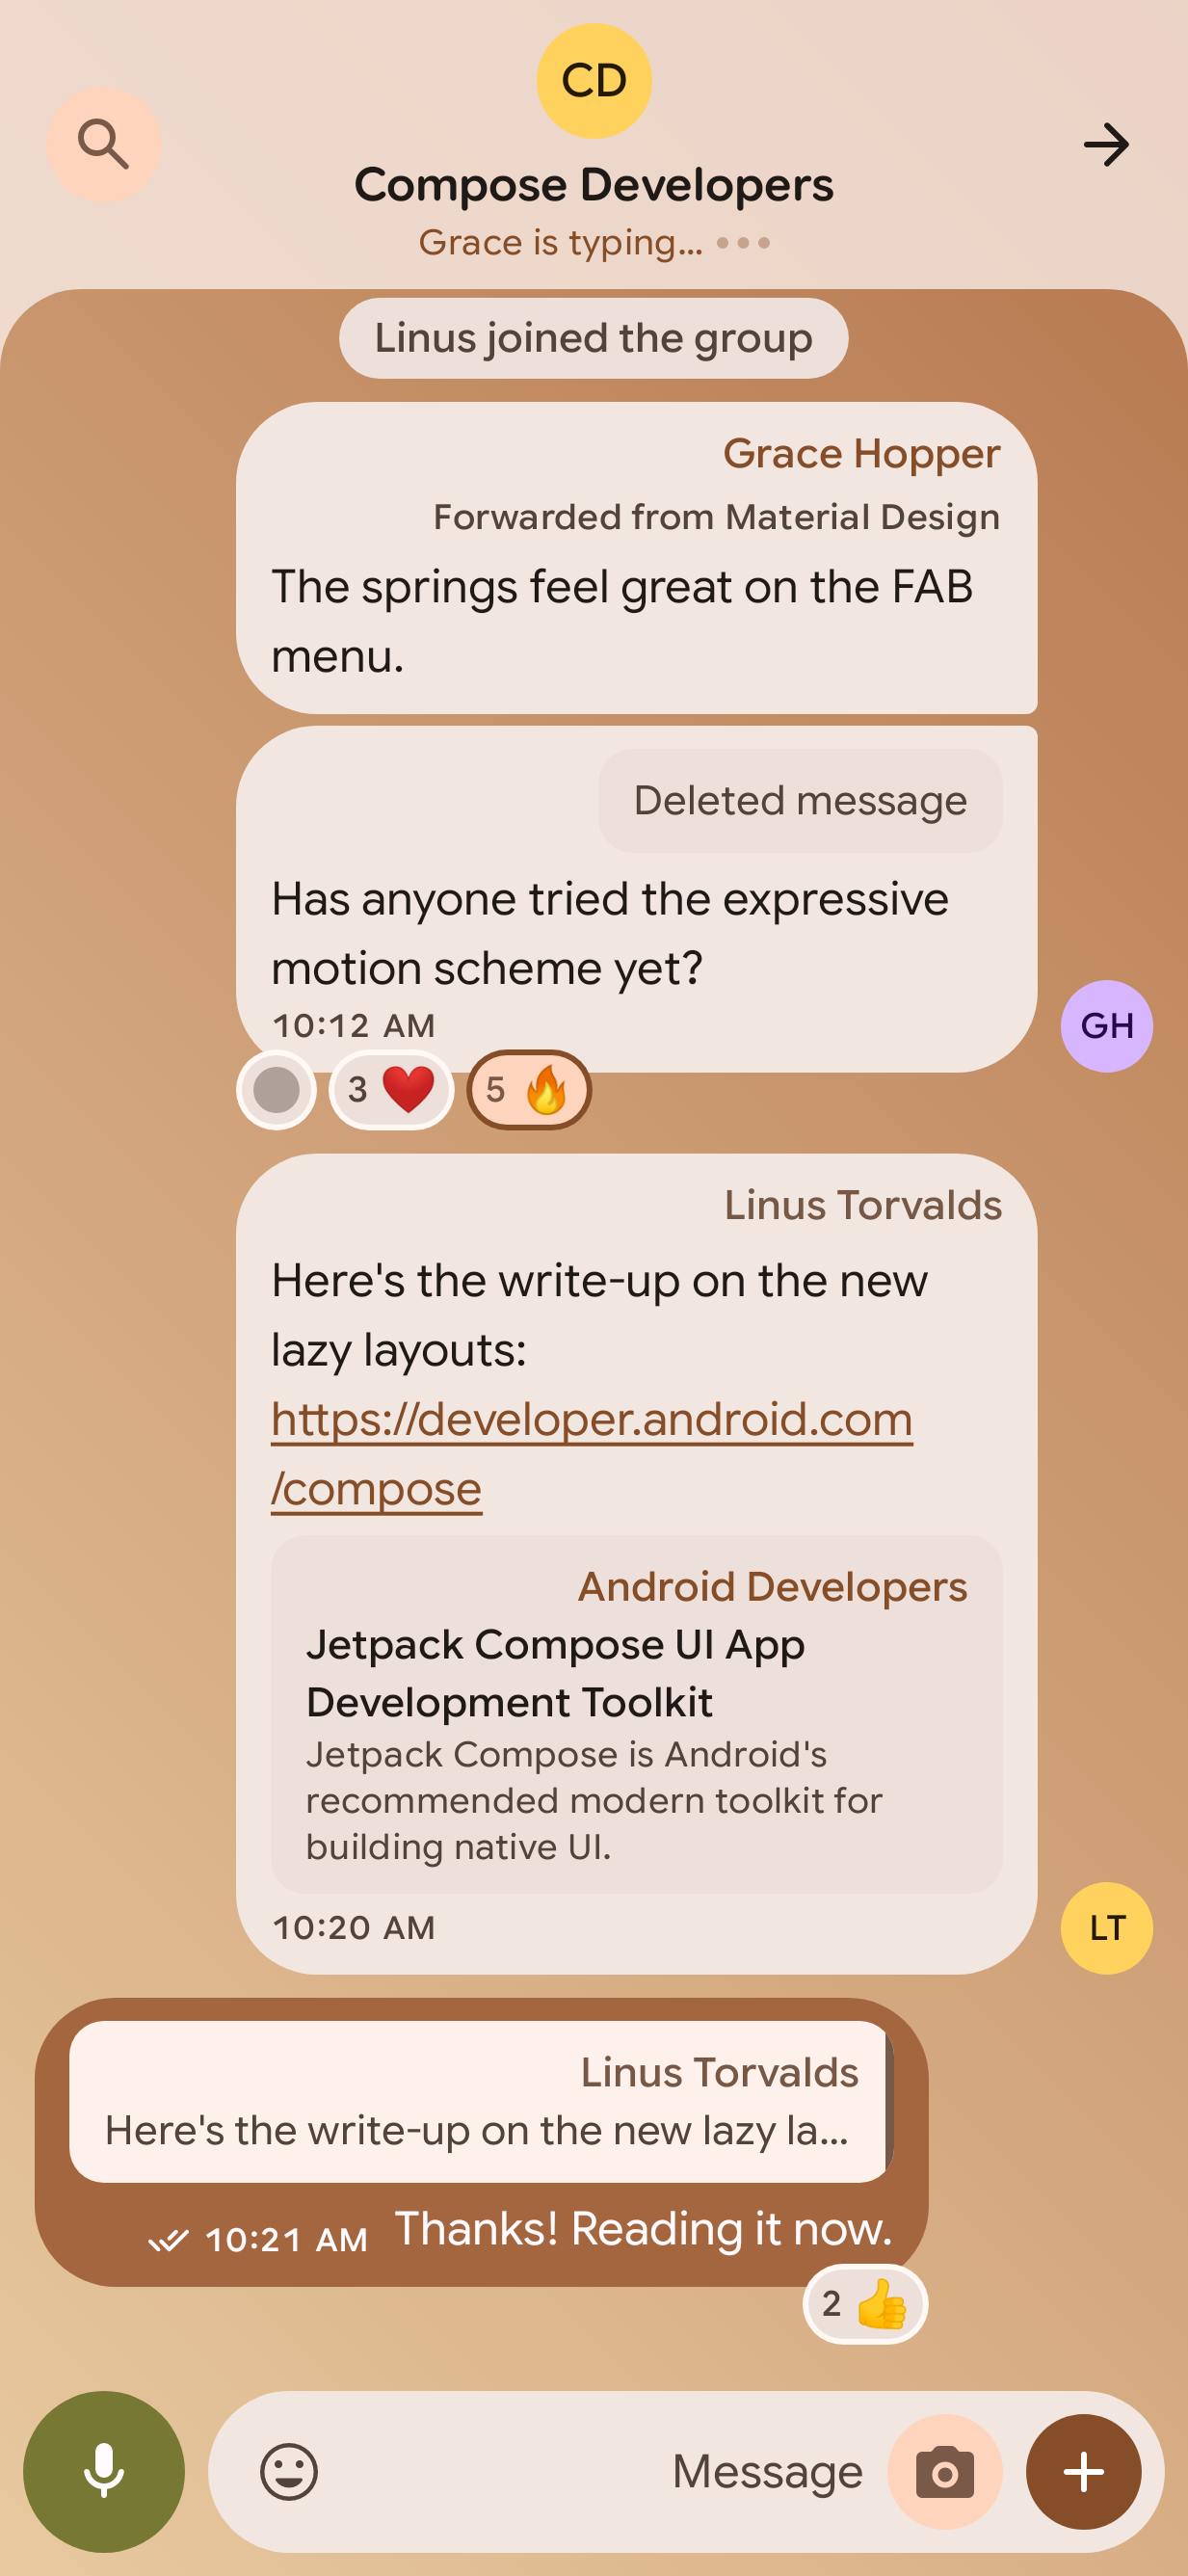 CD
Compose Developers
Grace is typing...
Linus joined the group
Grace Hopper
Forwarded from Material Design
The springs feel great on the FAB
menu.
Deleted message
Has anyone tried the expressive
motion scheme yet?
10:12 AM
GH
3 ❤️
5 🔥
Linus Torvalds
Here's the write-up on the new
lazy layouts:
https://developer.android.com
/compose
Android Developers
Jetpack Compose UI App
Development Toolkit
Jetpack Compose is Android's
recommended modern toolkit for
building native UI.
10:20 AM
LT
Linus Torvalds
Here's the write-up on the new lazy la...
Thanks! Reading it now.
10:21 AM
2 👍
Message